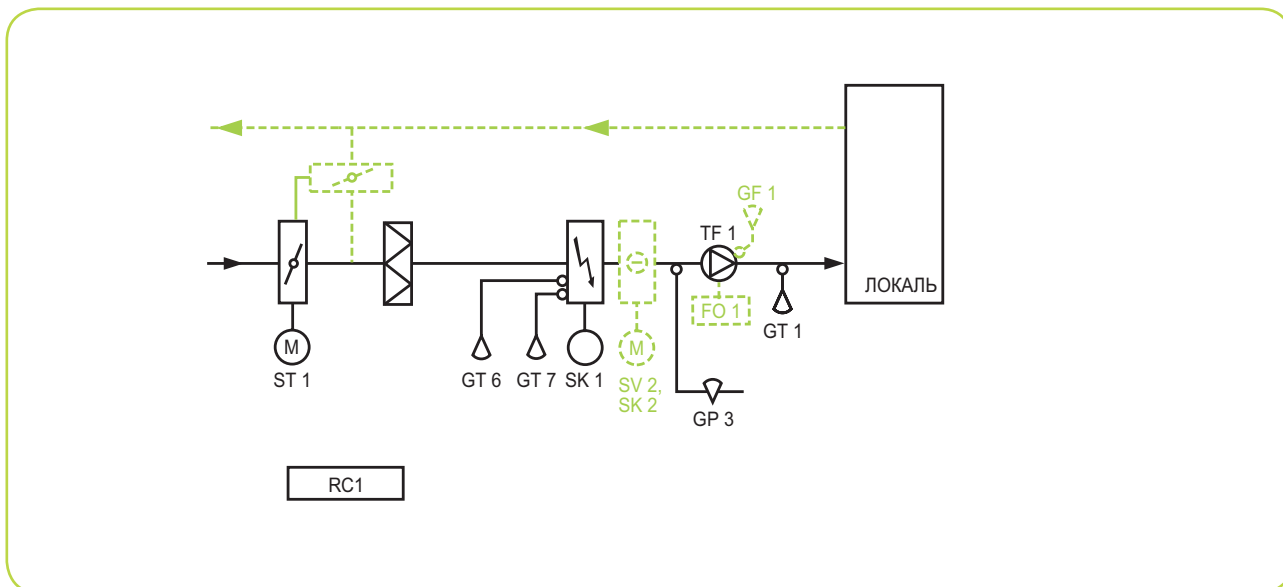 GF 1
TF 1
ЛОКАЛЬ
FO 1
GT 1
M
M
ST 1
GT 6
GT 7
SK 1
SV 2,
SK 2
GP 3
RC1